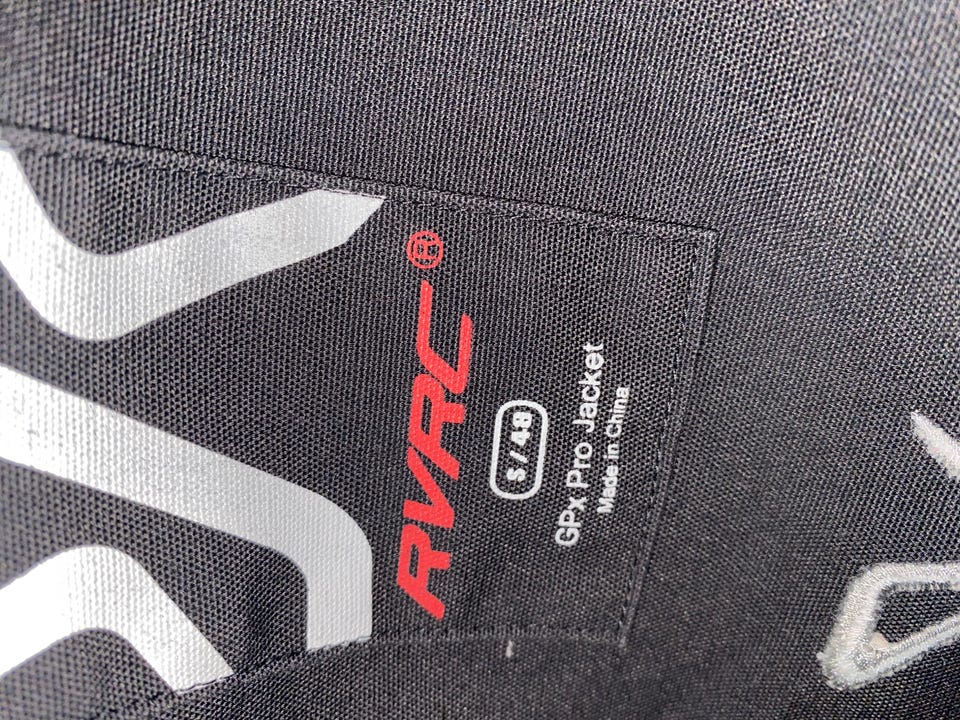 RVRC®
S / 48
GPx Pro Jacket
Made in China